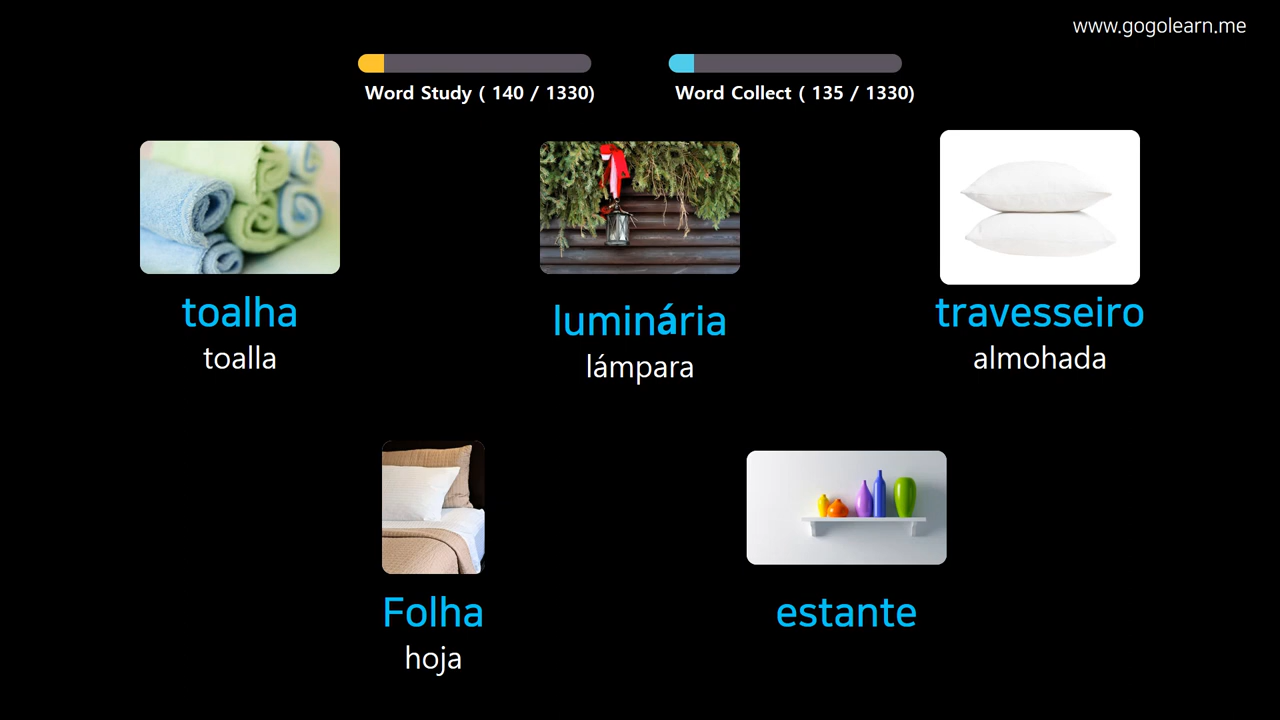 www.gogolearn.me
Word Study ( 140 / 1330)
Word Collect ( 135 / 1330)
toalha
toalla
luminária
lámpara
travesseiro
almohada
Folha
hoja
estante